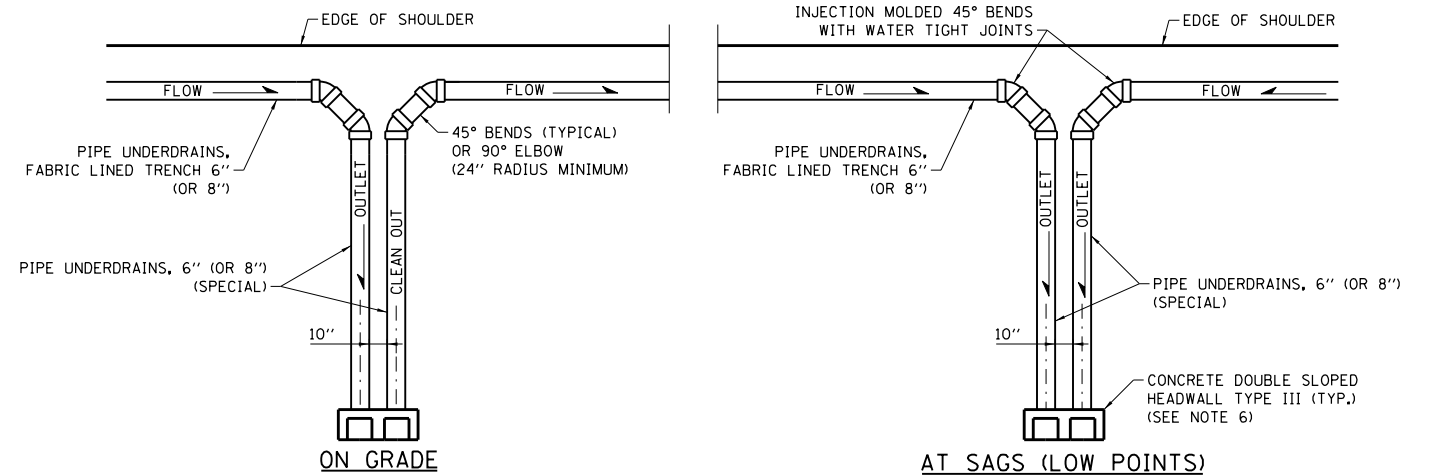 EDGE OF SHOULDER
FLOW
FLOW
45° BENDS (TYPICAL)
OR 90° ELBOW
(24" RADIUS MINIMUM)
PIPE UNDERDRAINS,
FABRIC LINED TRENCH 6"
(OR 8")
OUTLET
CLEAN OUT
PIPE UNDERDRAINS, 6" (OR 8")
(SPECIAL)
10"
ON GRADE
INJECTION MOLDED 45° BENDS
WITH WATER TIGHT JOINTS
EDGE OF SHOULDER
FLOW
FLOW
PIPE UNDERDRAINS,
FABRIC LINED TRENCH 6"
(OR 8")
OUTLET
OUTLET
PIPE UNDERDRAINS, 6" (OR 8")
(SPECIAL)
10"
CONCRETE DOUBLE SLOPED
HEADWALL TYPE III (TYP.)
(SEE NOTE 6)
AT SAGS (LOW POINTS)